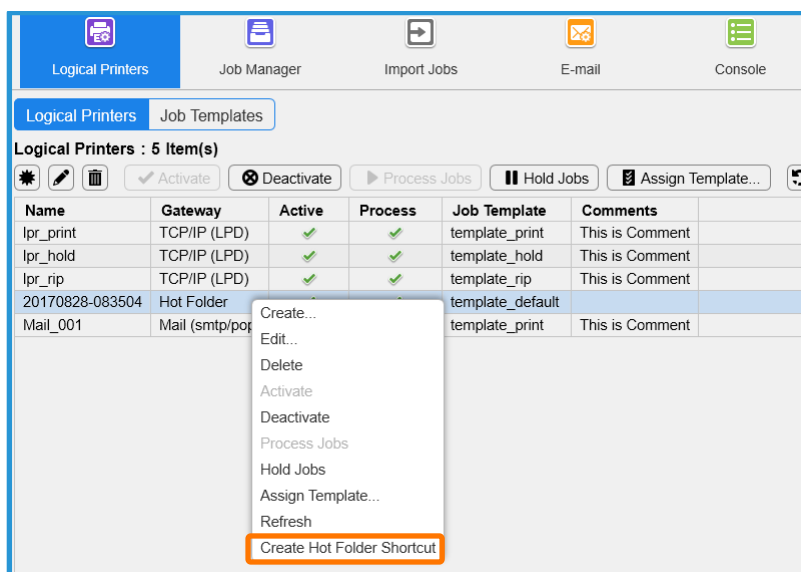 Logical Printers Job Manager Import Jobs E-mail Console
Logical Printers Job Templates
Logical Printers : 5 Item(s)
Activate Deactivate Process Jobs Hold Jobs Assign Template...
Name Gateway Active Process Job Template Comments
lpr_print TCP/IP (LPD) template_print This is Comment
lpr_hold TCP/IP (LPD) template_hold This is Comment
lpr_rip TCP/IP (LPD) template_rip This is Comment
20170828-083504 Hot Folder template_default
Mail_001 Mail (smtp/pop template_print This is Comment
Create...
Edit...
Delete
Activate
Deactivate
Process Jobs
Hold Jobs
Assign Template...
Refresh
Create Hot Folder Shortcut